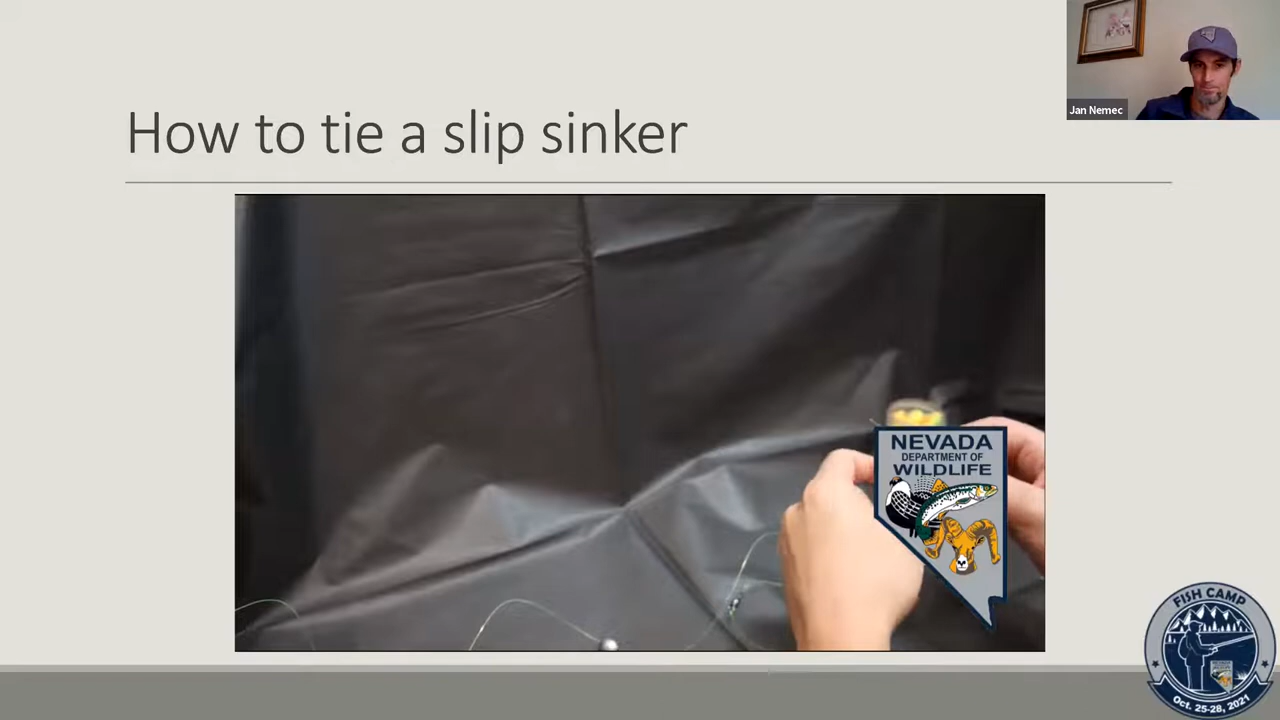 Jan Nemec
How to tie a slip sinker
NEVADA
DEPARTMENT OF
WILDLIFE
FISH CAMP
Oct. 25-28, 2021